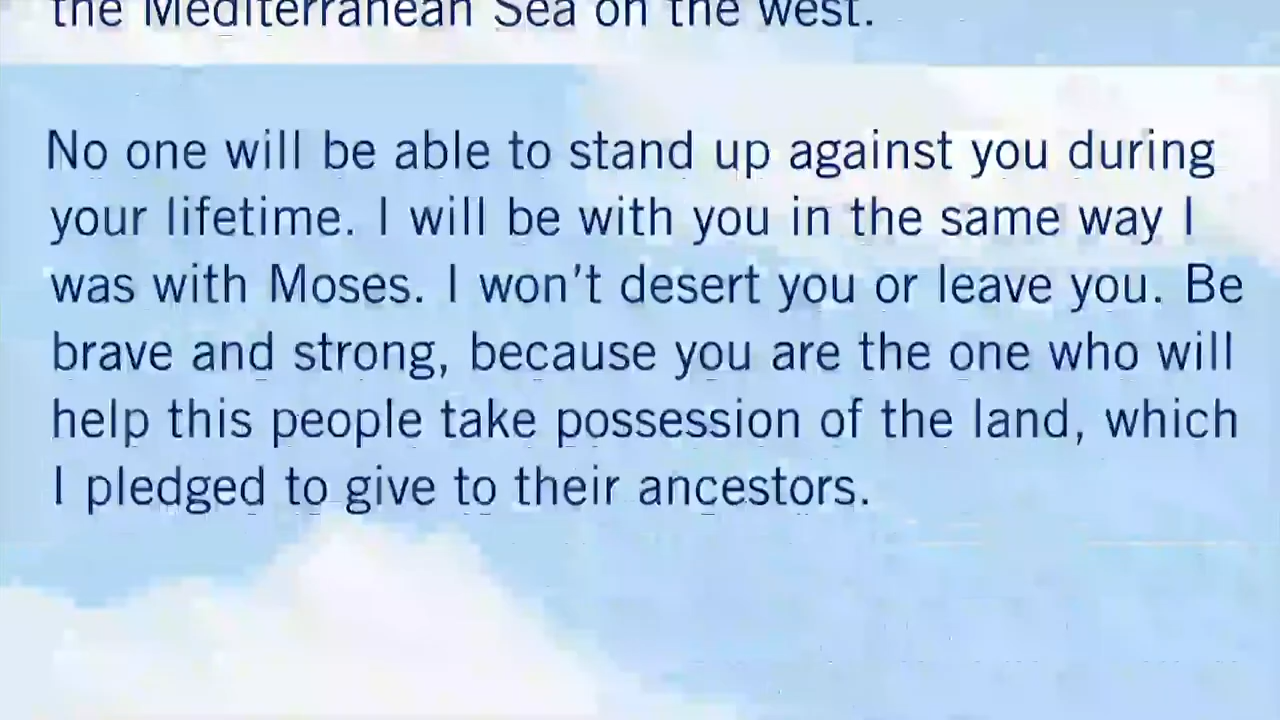 the Mediterranean Sea on the west.
No one will be able to stand up against you during
your lifetime. I will be with you in the same way I
was with Moses. I won't desert you or leave you. Be
brave and strong, because you are the one who will
help this people take possession of the land, which
I pledged to give to their ancestors.